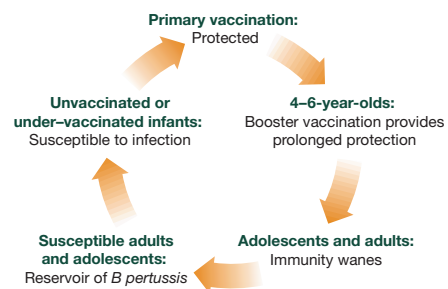 Primary vaccination:
Protected
4–6-year-olds:
Booster vaccination provides
prolonged protection
Adolescents and adults:
Immunity wanes
Susceptible adults
and adolescents:
Reservoir of B pertussis
Unvaccinated or
under–vaccinated infants:
Susceptible to infection